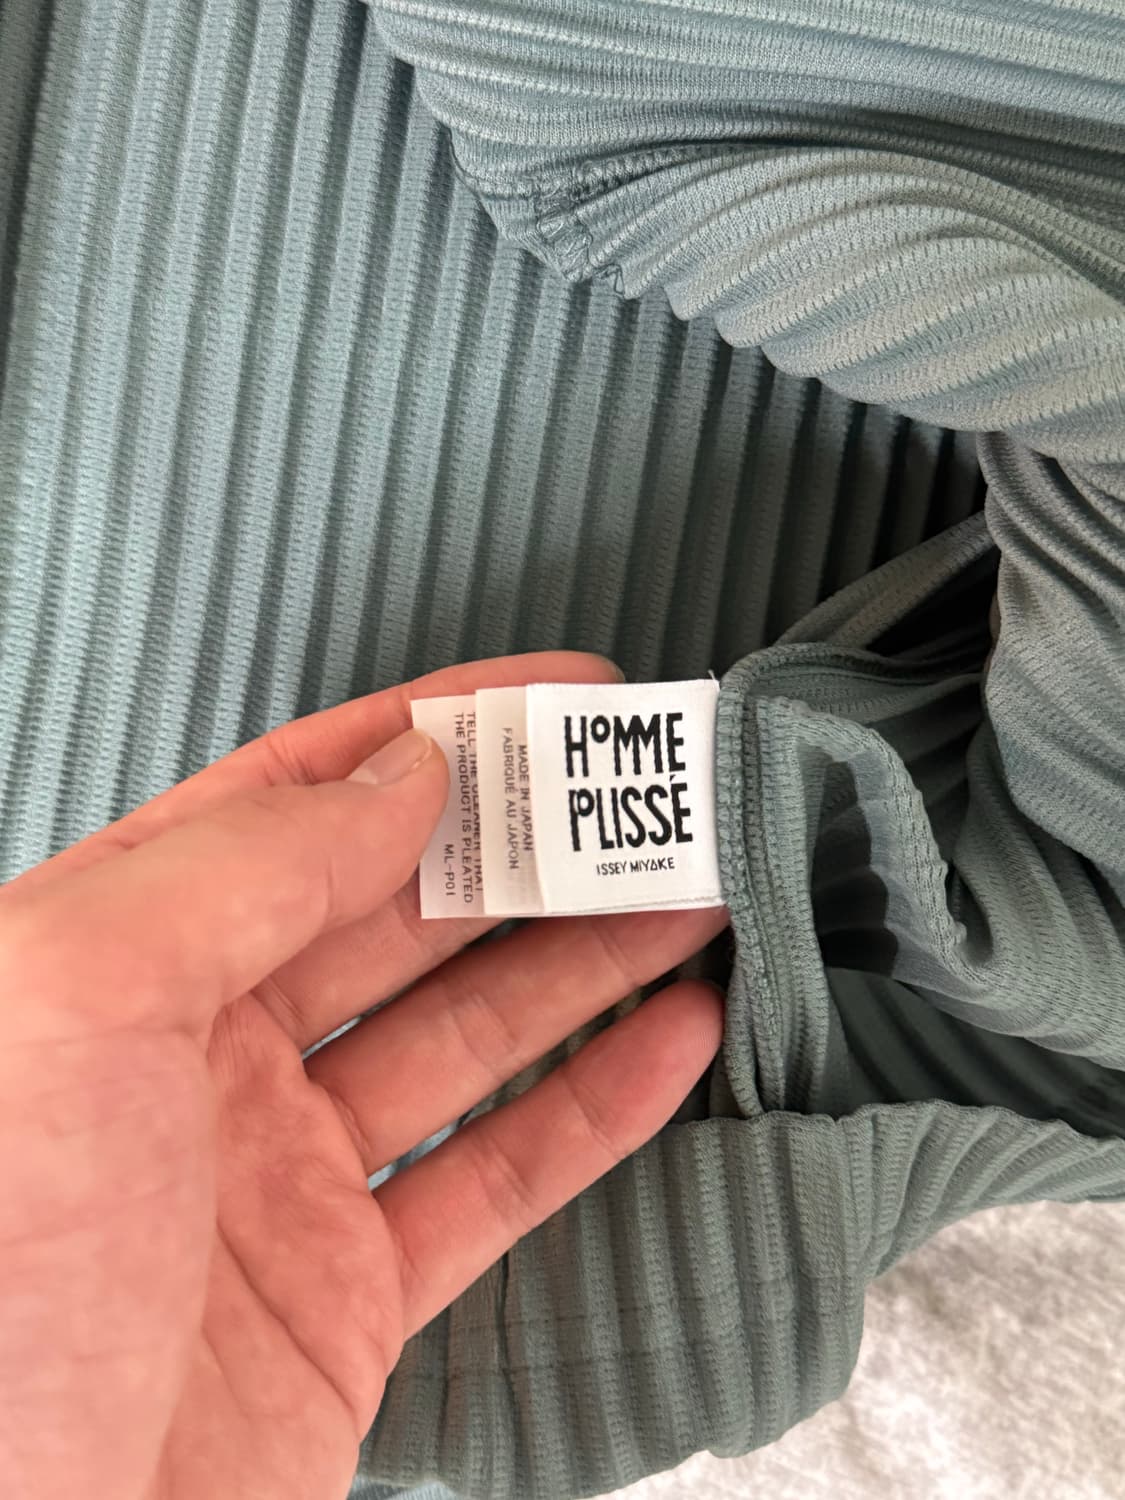 HOMME
PLISSÉ
ISSEY MIYAKE
MADE IN JAPAN
FABRIQUÉ AU JAPON
TELL THE CLEANER THAT
THE PRODUCT IS PLEATED
ML-P01